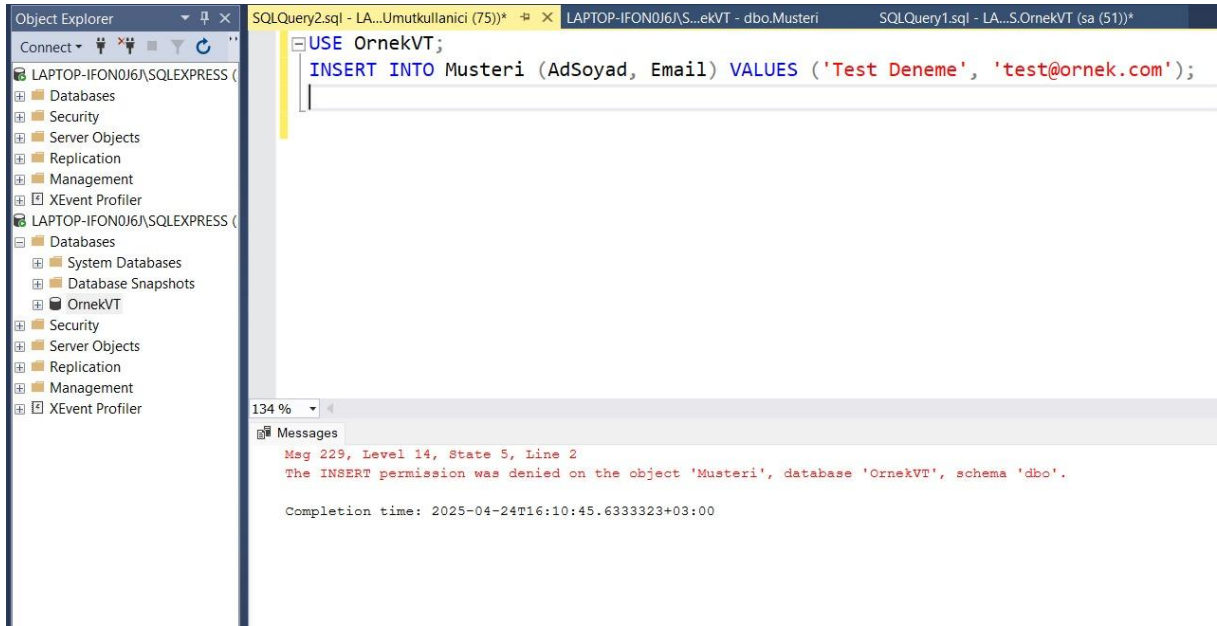 Object Explorer
Connect
LAPTOP-IFON0J6J\SQLEXPRESS (
Databases
Security
Server Objects
Replication
Management
XEvent Profiler
LAPTOP-IFON0J6J\SQLEXPRESS (
Databases
System Databases
Database Snapshots
OrnekVT
Security
Server Objects
Replication
Management
XEvent Profiler
SQLQuery2.sql - LA...Umutkullanici (75))* LAPTOP-IFON0J6J\S...ekVT - dbo.Musteri SQLQuery1.sql - LA...S.OrnekVT (sa (51))*
USE OrnekVT;
INSERT INTO Musteri (AdSoyad, Email) VALUES ('Test Deneme', 'test@ornek.com');
134 %
Messages
Msg 229, Level 14, State 5, Line 2
The INSERT permission was denied on the object 'Musteri', database 'OrnekVT', schema 'dbo'.
Completion time: 2025-04-24T16:10:45.6333323+03:00